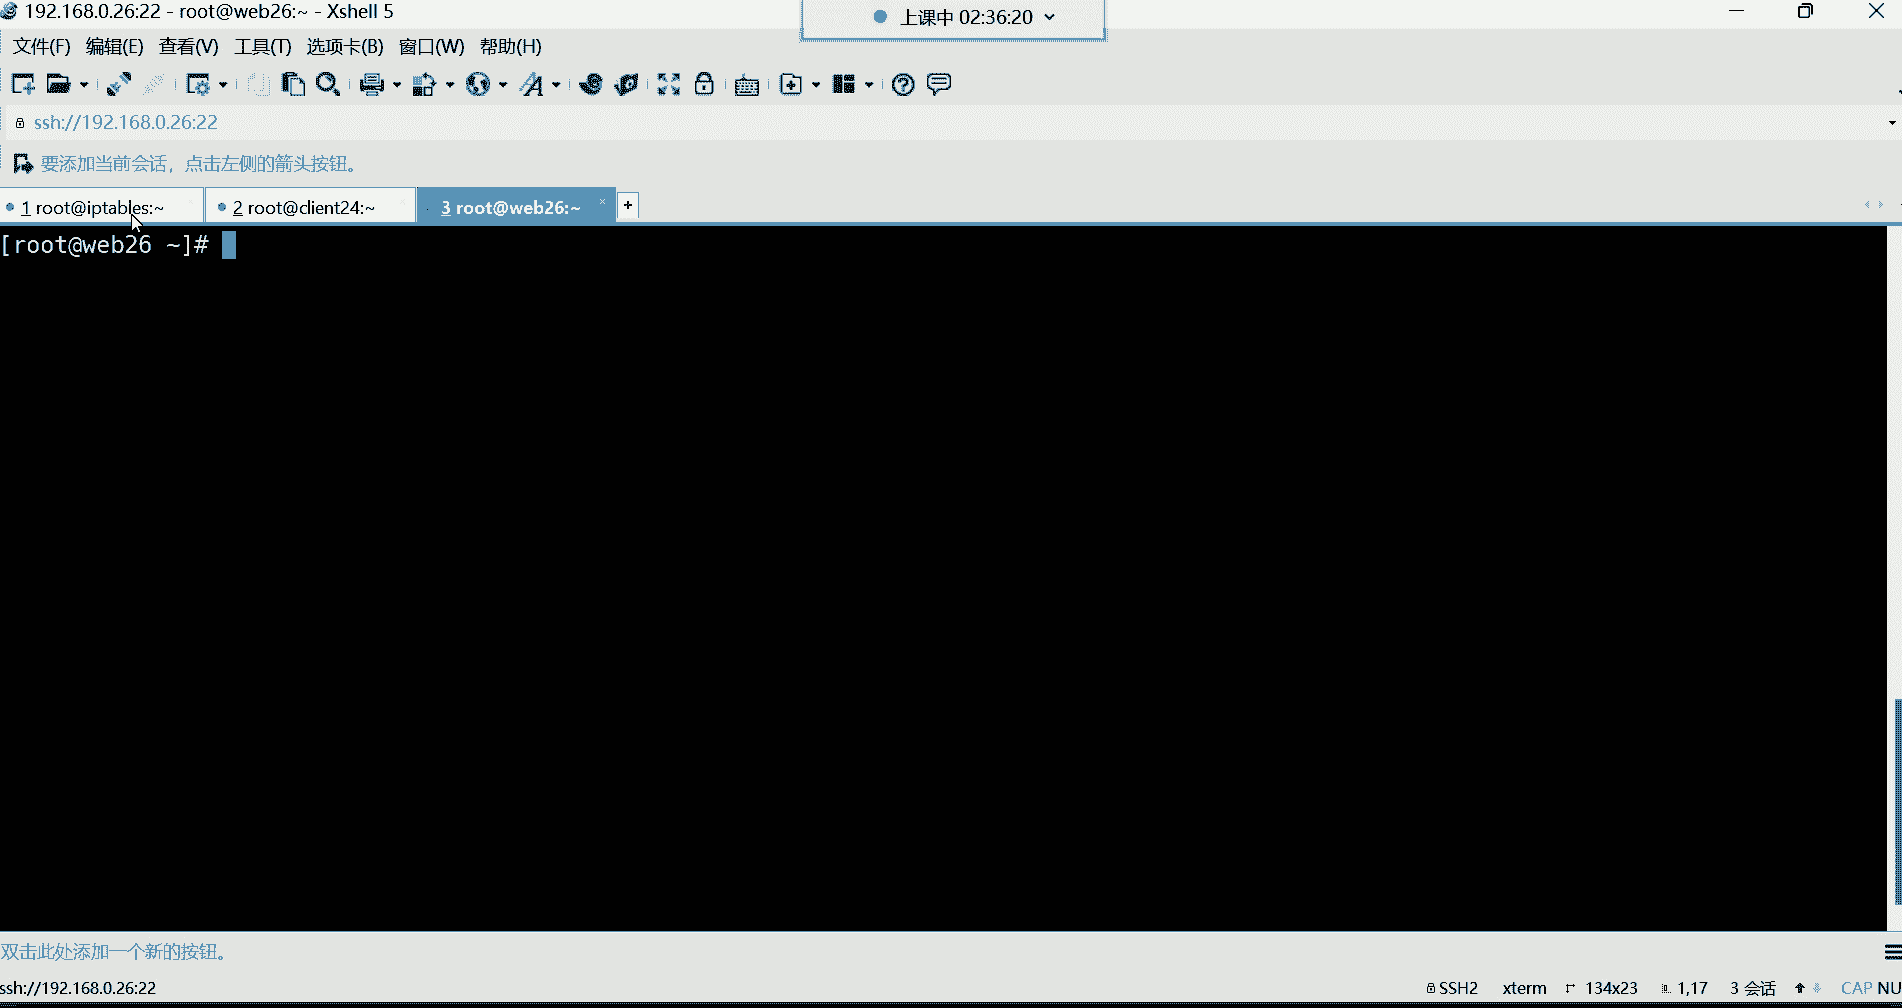 192.168.0.26:22 - root@web26:~ - Xshell 5
上课中 02:36:20
文件(F) 编辑(E) 查看(V) 工具(T) 选项卡(B) 窗口(W) 帮助(H)
ssh://192.168.0.26:22
要添加当前会话，点击左侧的箭头按钮。
1 root@iptables:~ 2 root@client24:~ 3 root@web26:~ +
[root@web26 ~]#
双击此处添加一个新的按钮。
ssh://192.168.0.26:22 SSH2 xterm 134x23 1,17 3 会话 CAP NU